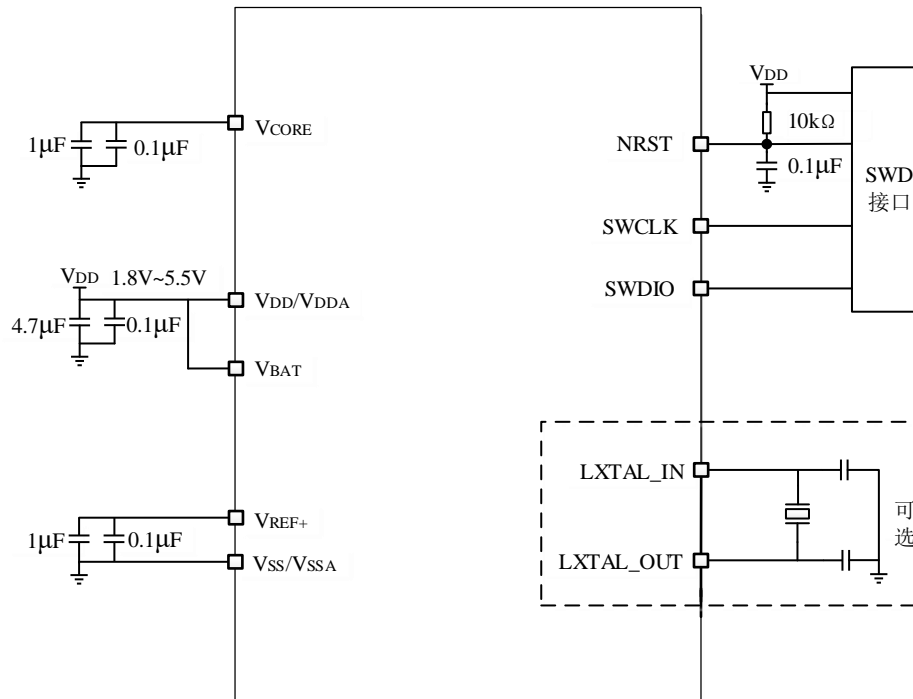 VCORE
1μF
0.1μF
VDD
1.8V~5.5V
VDD/VDDA
4.7μF
0.1μF
VBAT
VREF+
1μF
0.1μF
VSS/VSSA
VDD
10kΩ
NRST
0.1μF
SWD
接口
SWCLK
SWDIO
LXTAL_IN
可
选
LXTAL_OUT